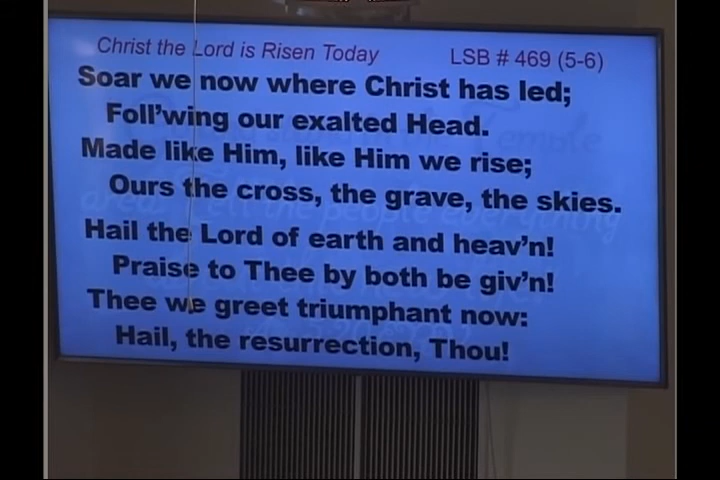 Christ the Lord is Risen Today LSB # 469 (5-6)
Soar we now where Christ has led;
Foll'wing our exalted Head.
Made like Him, like Him we rise;
Ours the cross, the grave, the skies.
Hail the Lord of earth and heav'n!
Praise to Thee by both be giv'n!
Thee we greet triumphant now:
Hail, the resurrection, Thou!